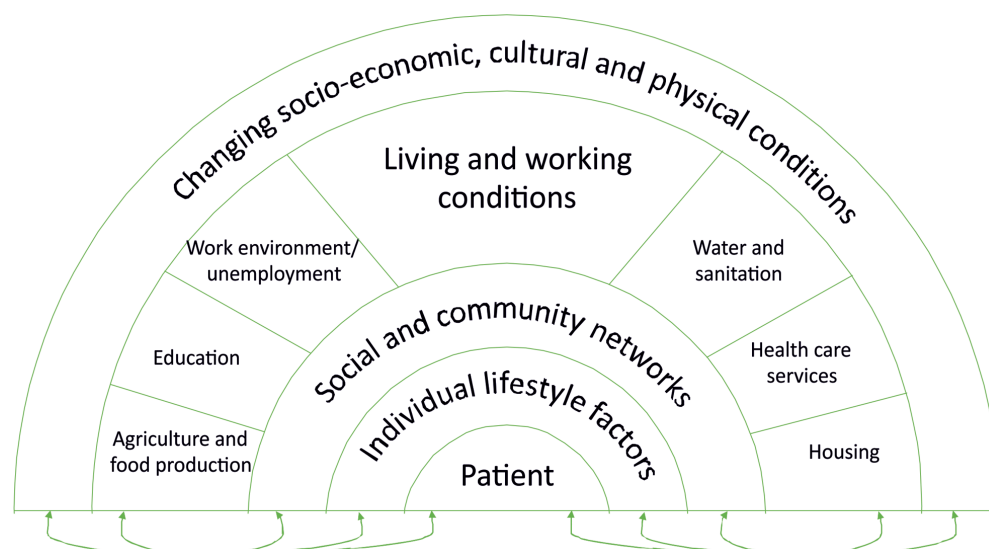 Changing socio-economic, cultural and physical conditions
Living and working
conditions
Work environment/
unemployment
Water and
sanitation
Education
Health care
services
Agriculture and
food production
Housing
Social and community networks
Individual lifestyle factors
Patient